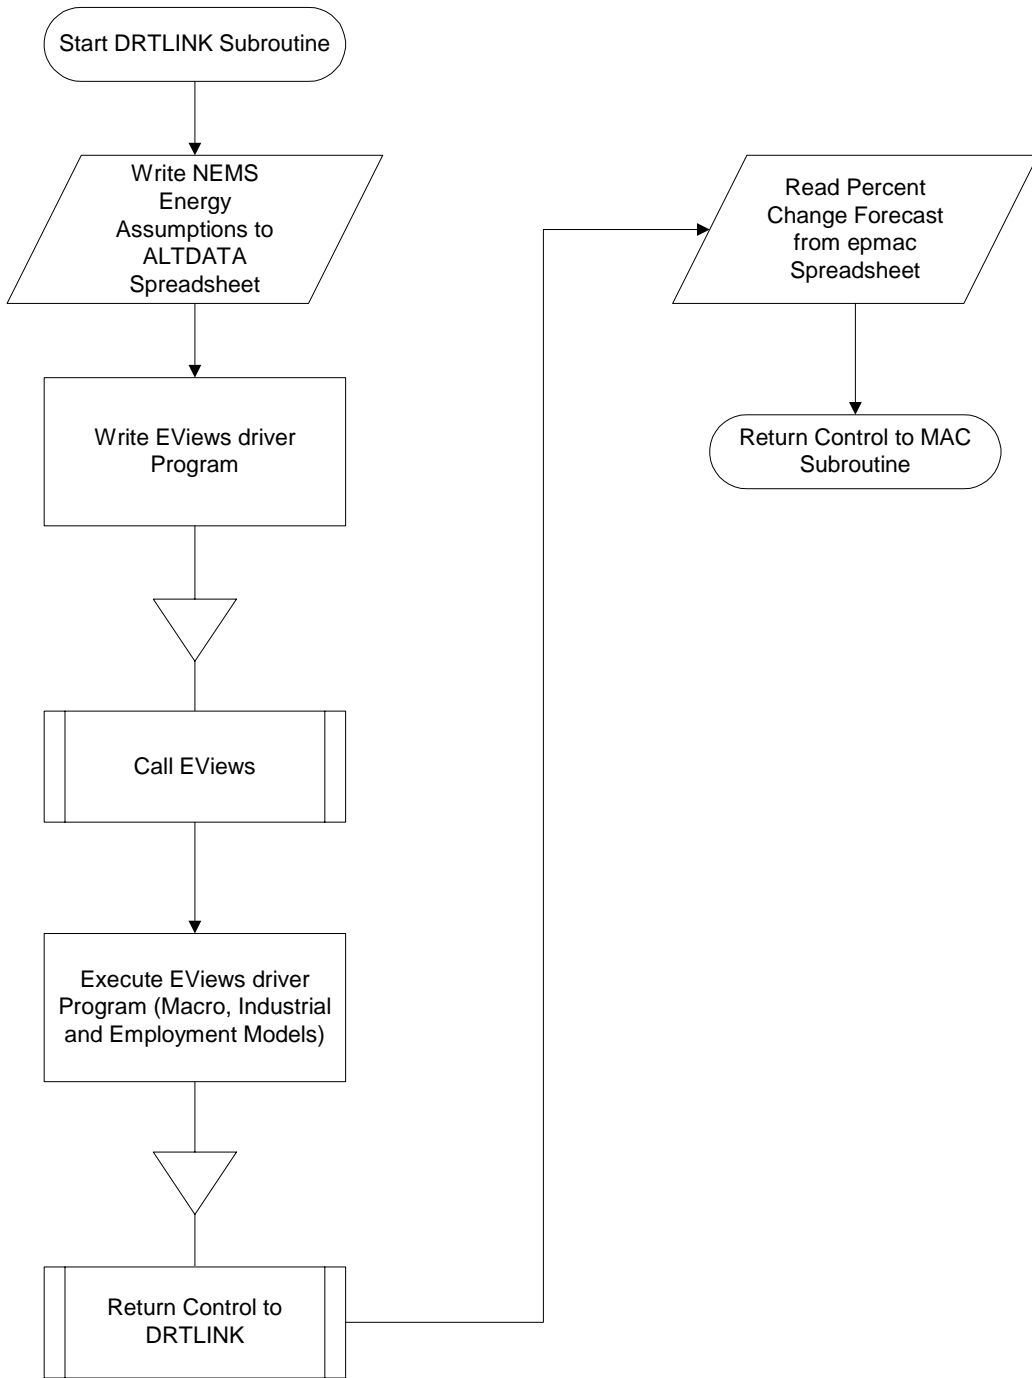 Start DRTLINK Subroutine
Write NEMS
Energy
Assumptions to
ALTDATA
Spreadsheet
Write EViews driver
Program
Call EViews
Execute EViews driver
Program (Macro, Industrial
and Employment Models)
Return Control to
DRTLINK
Read Percent
Change Forecast
from epmac
Spreadsheet
Return Control to MAC
Subroutine